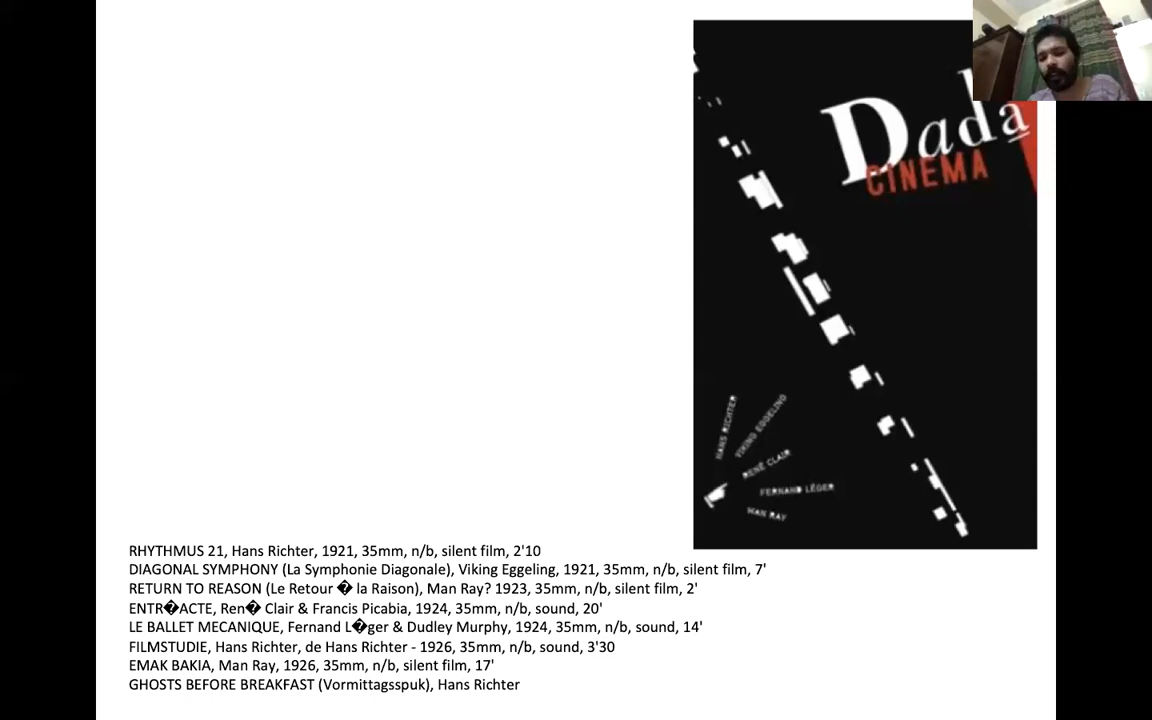 Dada
CINEMA
HANS RICHTER
VIKING EGGELING
RENÉ CLAIR
FERNAND LÉGER
MAN RAY
RHYTHMUS 21, Hans Richter, 1921, 35mm, n/b, silent film, 2'10
DIAGONAL SYMPHONY (La Symphonie Diagonale), Viking Eggeling, 1921, 35mm, n/b, silent film, 7'
RETURN TO REASON (Le Retour � la Raison), Man Ray? 1923, 35mm, n/b, silent film, 2'
ENTR�ACTE, Ren� Clair & Francis Picabia, 1924, 35mm, n/b, sound, 20'
LE BALLET MECANIQUE, Fernand L�ger & Dudley Murphy, 1924, 35mm, n/b, sound, 14'
FILMSTUDIE, Hans Richter, de Hans Richter - 1926, 35mm, n/b, sound, 3'30
EMAK BAKIA, Man Ray, 1926, 35mm, n/b, silent film, 17'
GHOSTS BEFORE BREAKFAST (Vormittagsspuk), Hans Richter